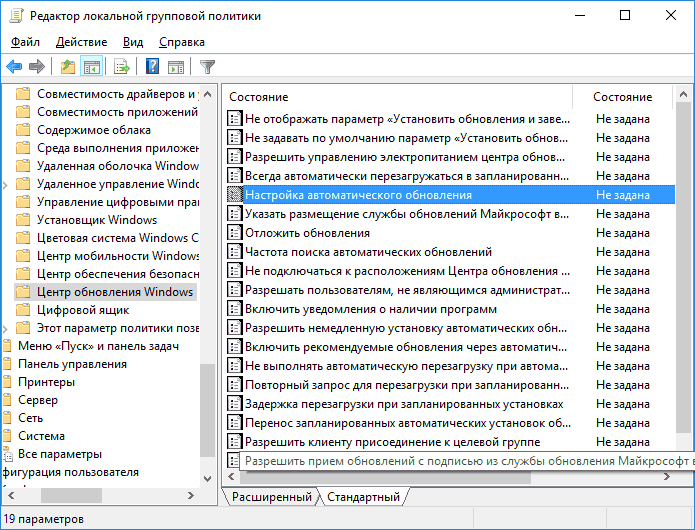 Редактор локальной групповой политики
Файл Действие Вид Справка
Совместимость драйверов и у
Совместимость приложений
Содержимое облака
Среда выполнения приложен
Удаленная оболочка Windows
Удаленное управление Windo
Управление цифровыми пра
Установщик Windows
Цветовая система Windows C
Центр мобильности Windows
Центр обеспечения безопасн
Центр обновления Windows
Цифровой ящик
Этот параметр политики позв
Меню «Пуск» и панель задач
Панель управления
Принтеры
Сервер
Сеть
Система
Все параметры
фигурация пользователя
Состояние Состояние
Не отображать параметр «Установить обновления и заве... Не задана
Не задавать по умолчанию параметр «Установить обнов... Не задана
Разрешить управлению электропитанием центра обнов... Не задана
Всегда автоматически перезагружаться в запланированн... Не задана
Настройка автоматического обновления Не задана
Указать размещение службы обновлений Майкрософт в... Не задана
Отложить обновления Не задана
Частота поиска автоматических обновлений Не задана
Не подключаться к расположениям Центра обновления ... Не задана
Разрешать пользователям, не являющимся администрат... Не задана
Включить уведомления о наличии программ Не задана
Разрешить немедленную установку автоматических обн... Не задана
Включить рекомендуемые обновления через автоматич... Не задана
Не выполнять автоматическую перезагрузку при автома... Не задана
Повторный запрос для перезагрузки при запланированн... Не задана
Задержка перезагрузки при запланированных установках Не задана
Перенос запланированных автоматических установок об... Не задана
Разрешить клиенту присоединение к целевой группе Не задана
Разрешить прием обновлений с подписью из службы обновления Майкрософт в
Расширенный Стандартный
19 параметров